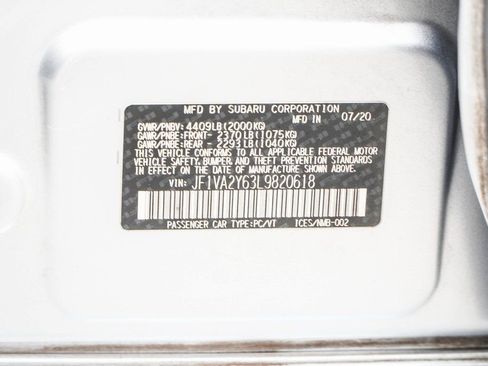 MFD BY SUBARU CORPORATION
MFD IN 07/20
GVWR/PNBV: 4409LB(2000KG)
GAWR/PNBE:FRONT- 2370LB(1075KG)
GAWR/PNBE:REAR - 2293LB(1040KG)
THIS VEHICLE CONFORMS TO ALL APPLICABLE FEDERAL MOTOR
VEHICLE SAFETY, BUMPER, AND THEFT PREVENTION STANDARDS
IN EFFECT ON THE DATE OF MANUFACTURE SHOWN ABOVE.
VIN: JF1VA2Y63L9820618
PASSENGER CAR TYPE:PC/VT ICES/NMB-002